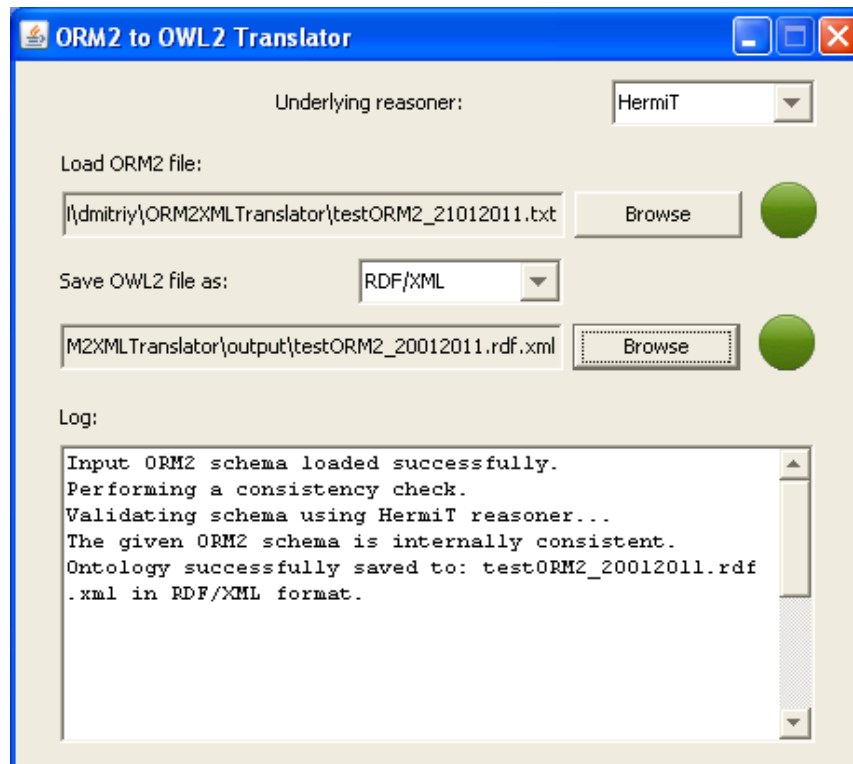 ORM2 to OWL2 Translator
Underlying reasoner: HermiT
Load ORM2 file:
\dmitriy\ORM2XMLTranslator\testORM2_21012011.txt Browse
Save OWL2 file as: RDF/XML
M2XMLTranslator\output\testORM2_20012011.rdf.xml Browse
Log:
Input ORM2 schema loaded successfully.
Performing a consistency check.
Validating schema using HermiT reasoner...
The given ORM2 schema is internally consistent.
Ontology successfully saved to: testORM2_20012011.rdf
.xml in RDF/XML format.